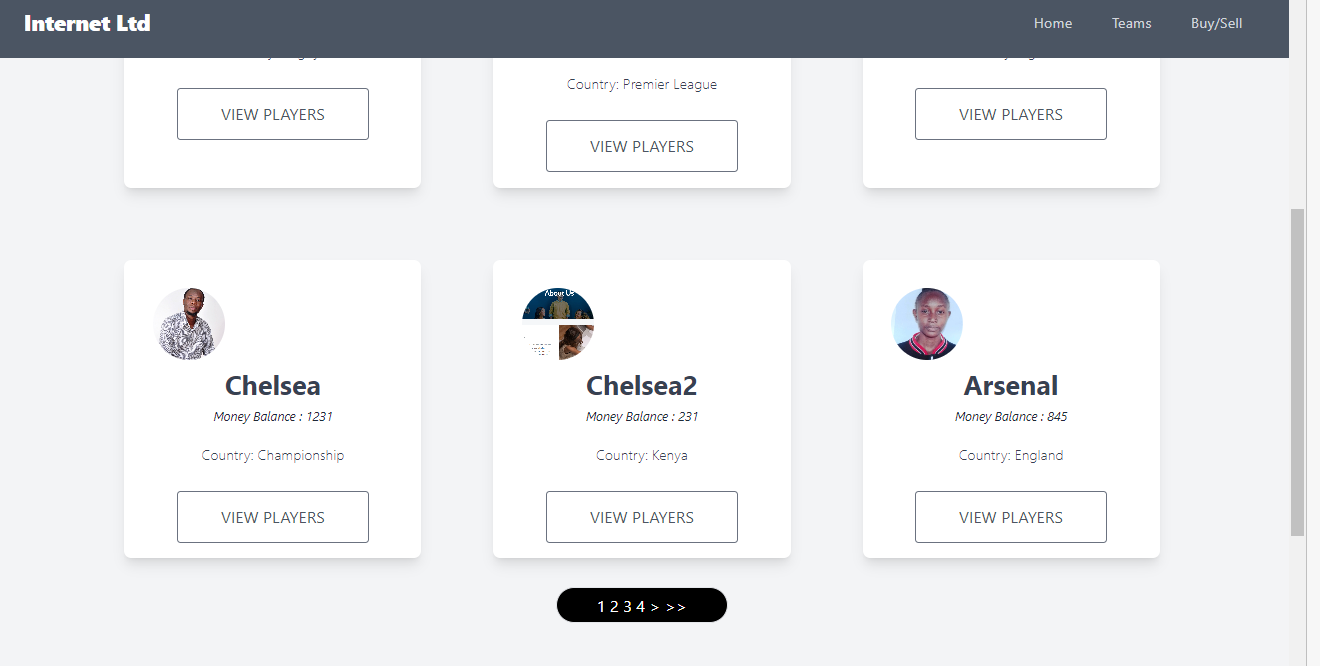 Internet Ltd
Home Teams Buy/Sell
Country: Premier League
VIEW PLAYERS
VIEW PLAYERS
VIEW PLAYERS
About Us
Chelsea
Money Balance : 1231
Country: Championship
VIEW PLAYERS
Chelsea2
Money Balance : 231
Country: Kenya
VIEW PLAYERS
Arsenal
Money Balance : 845
Country: England
VIEW PLAYERS
1 2 3 4 > >>